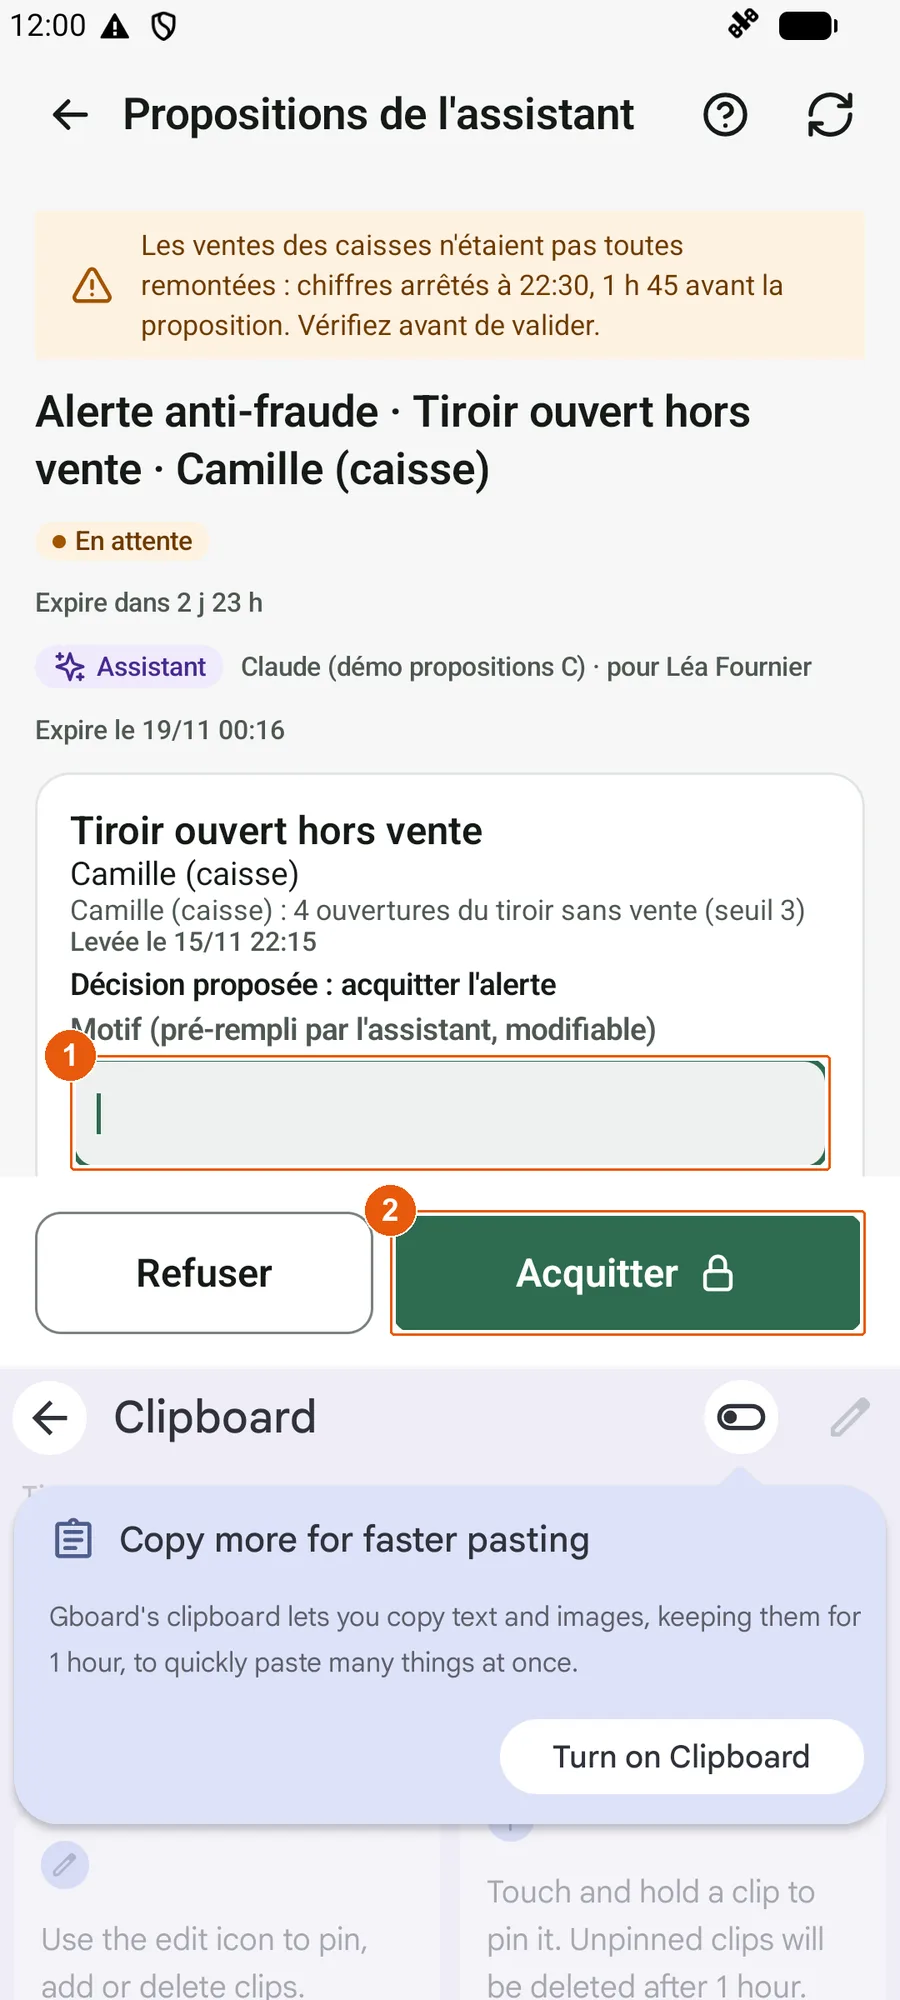 12:00
Propositions de l'assistant
Les ventes des caisses n'étaient pas toutes
remontées : chiffres arrêtés à 22:30, 1 h 45 avant la
proposition. Vérifiez avant de valider.
Alerte anti-fraude · Tiroir ouvert hors
vente · Camille (caisse)
En attente
Expire dans 2 j 23 h
Assistant Claude (démo propositions C) · pour Léa Fournier
Expire le 19/11 00:16
Tiroir ouvert hors vente
Camille (caisse)
Camille (caisse) : 4 ouvertures du tiroir sans vente (seuil 3)
Levée le 15/11 22:15
Décision proposée : acquitter l'alerte
Motif (pré-rempli par l'assistant, modifiable)
1
2
Refuser
Acquitter
Clipboard
Copy more for faster pasting
Gboard's clipboard lets you copy text and images, keeping them for
1 hour, to quickly paste many things at once.
Turn on Clipboard
Use the edit icon to pin,
add or delete clips.
Touch and hold a clip to
pin it. Unpinned clips will
be deleted after 1 hour.